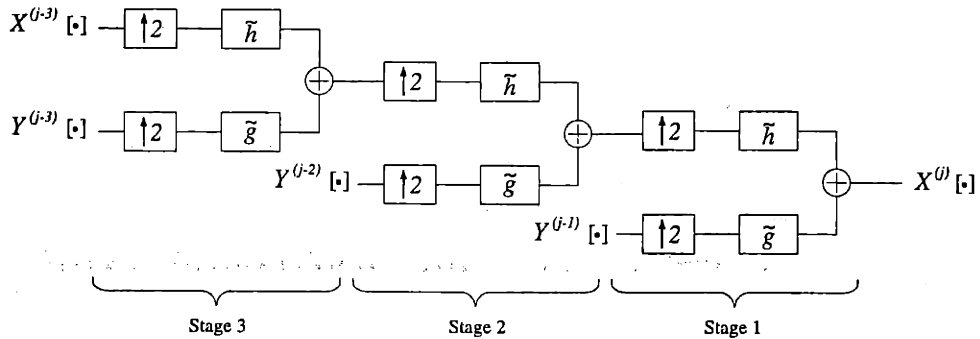 X^(j-3) [•] ↑2 h̃
Y^(j-3) [•] ↑2 g̃
+ ↑2 h̃
Y^(j-2) [•] ↑2 g̃
+ ↑2 h̃
Y^(j-1) [•] ↑2 g̃
+ X^(j) [•]
Stage 3 Stage 2 Stage 1